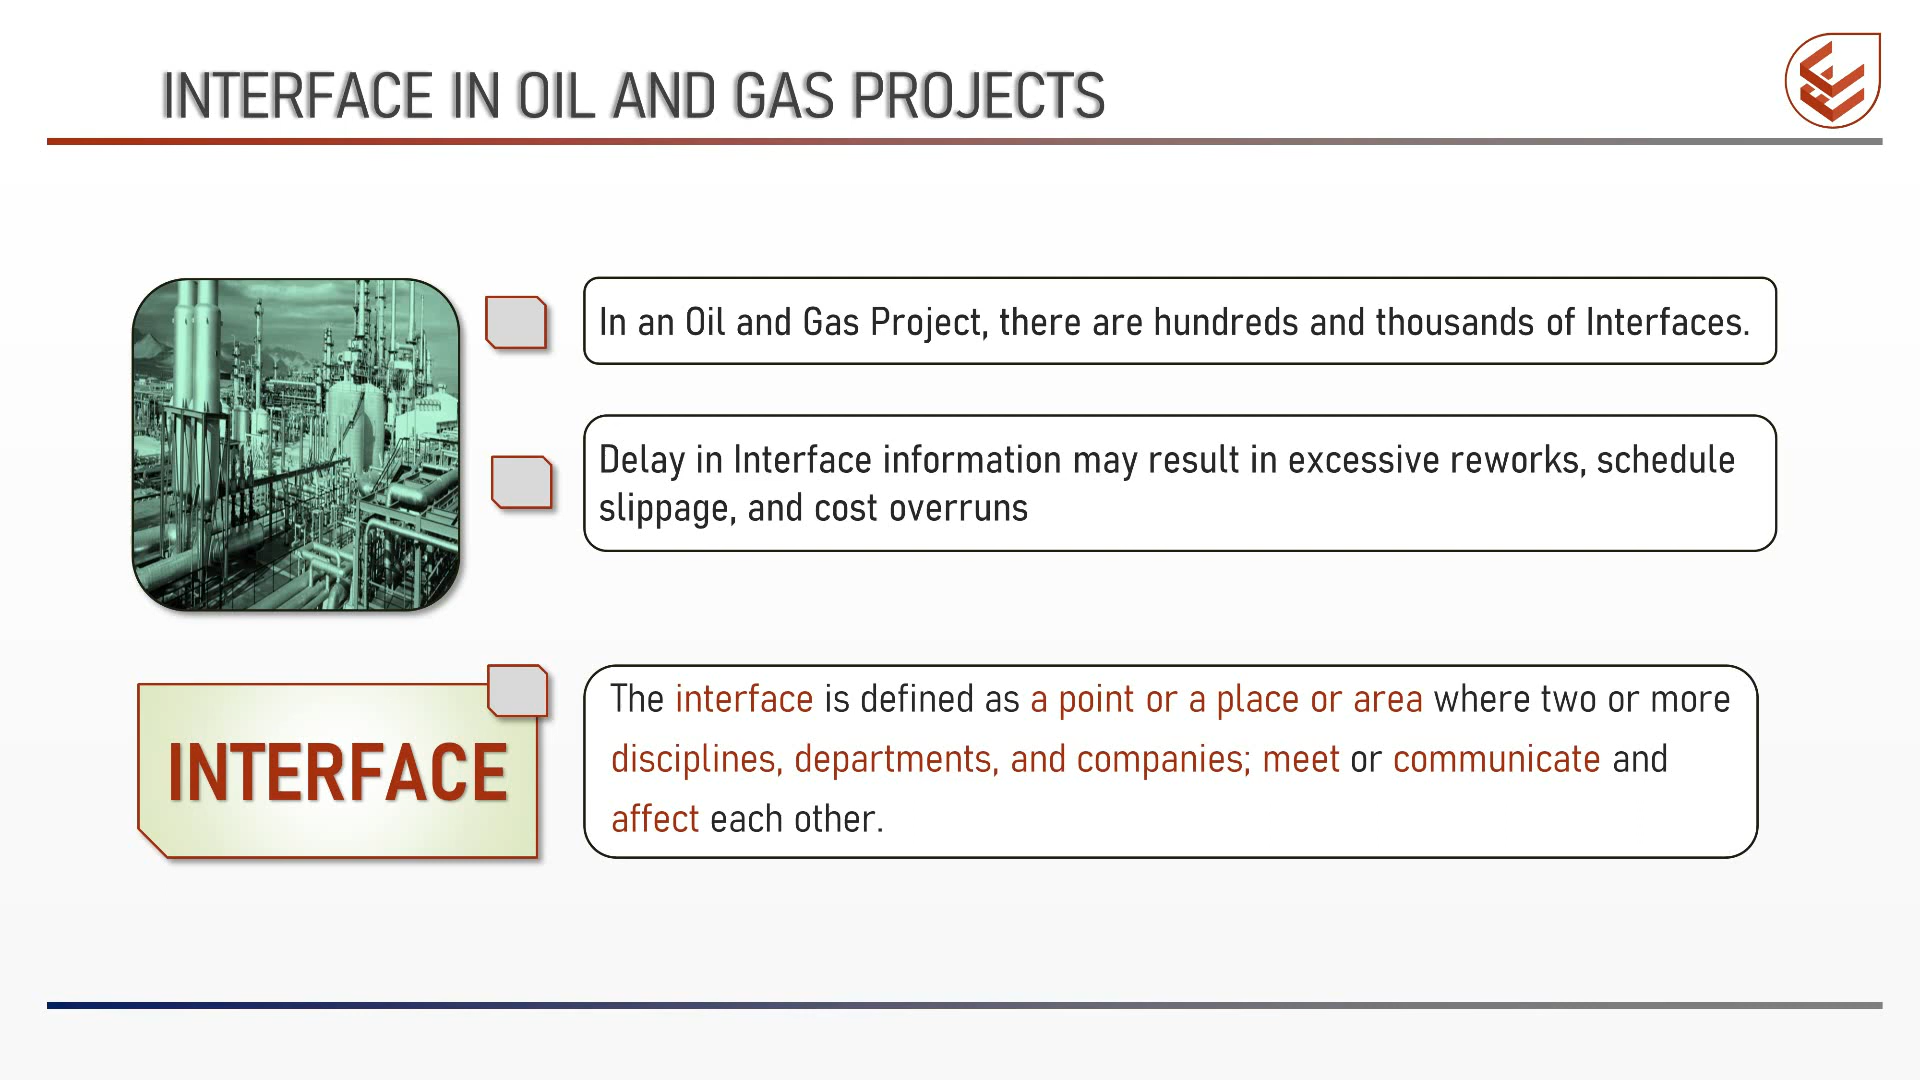 INTERFACE IN OIL AND GAS PROJECTS
In an Oil and Gas Project, there are hundreds and thousands of Interfaces.
Delay in Interface information may result in excessive reworks, schedule
slippage, and cost overruns
INTERFACE
The interface is defined as a point or a place or area where two or more
disciplines, departments, and companies; meet or communicate and
affect each other.